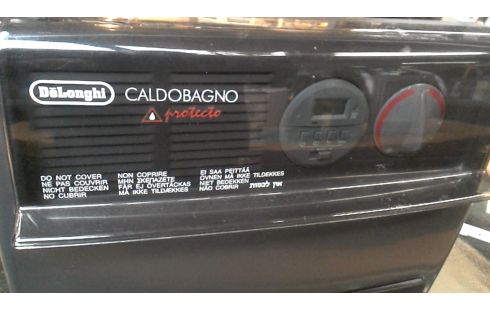 DeLonghi
CALDOBAGNO
protecto
DO NOT COVER
NE PAS COUVRIR
NICHT BEDECKEN
NO CUBRIR
NON COPRIRE
ΜΗΝ ΣΚΕΠΑΖΕΤΕ
FÅR EJ ÖVERTÄCKAS
MÅ IKKE TILDÆKKES
EI SAA PEITTÄÄ
OVNEN MÅ IKKE TILDEKKES
NIET BEDEKKEN
NÃO COBRIR
אין לכסות